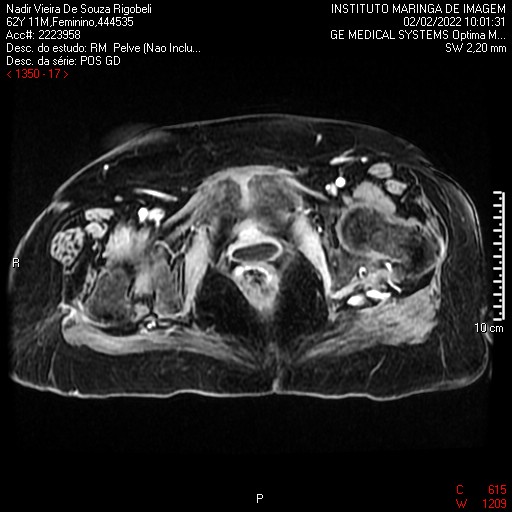 Nadir Vieira De Souza Rigobeli
62Y 11M,Feminino,444535
Acc#: 2223958
Desc. do estudo: RM  Pelve (Nao Inclu...
Desc. da série: POS GD
< 1350 - 17 >
INSTITUTO MARINGA DE IMAGEM
02/02/2022 10:01:31
GE MEDICAL SYSTEMS Optima M...
SW 2,20 mm
R
10 cm
P
C 615
W 1209